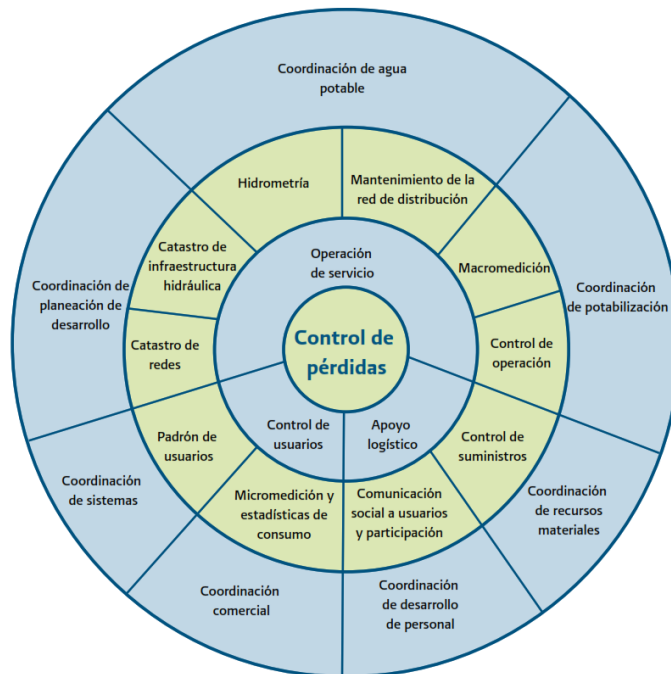 Coordinación de agua
potable
Hidrometría
Mantenimiento de la
red de distribución
Catastro de
infraestructura
hidráulica
Operación
de servicio
Macromedición
Coordinación de
planeación de
desarrollo
Coordinación
de potabilización
Catastro de
redes
Control de
pérdidas
Control de
operación
Padrón de
usuarios
Control de
usuarios
Apoyo
logístico
Control de
suministros
Coordinación
de sistemas
Micromedición y
estadísticas de
consumo
Comunicación
social a usuarios
y participación
Coordinación
de recursos
materiales
Coordinación
comercial
Coordinación
de desarrollo
de personal